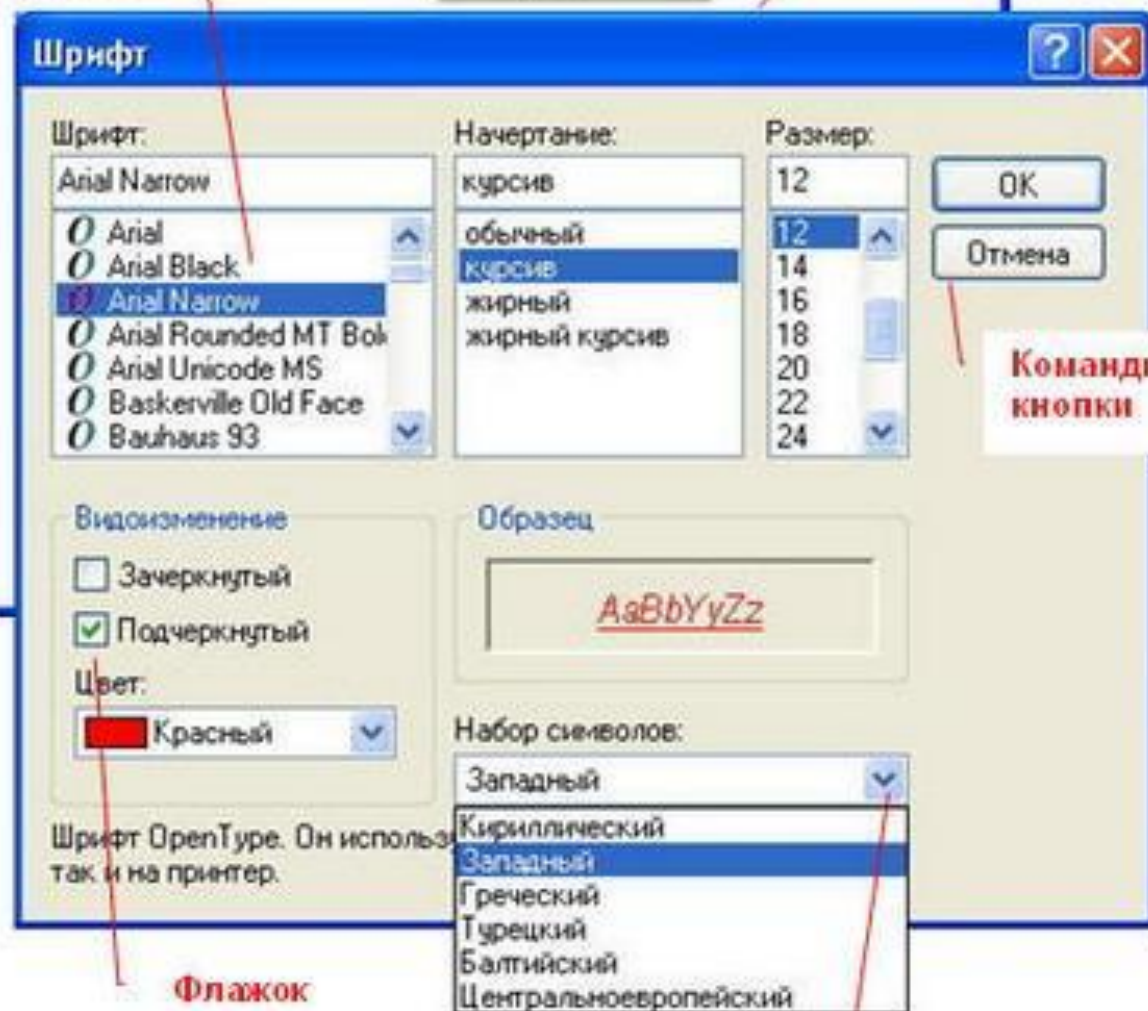 Шрифт
Шрифт:
Начертание:
Размер:
Arial Narrow
курсив
12
OK
Arial
Arial Black
Arial Narrow
Arial Rounded MT Bol
Arial Unicode MS
Baskerville Old Face
Bauhaus 93
обычный
курсив
жирный
жирный курсив
12
14
16
18
20
22
24
Отмена
кнопки
Видоизменение
Зачеркнутый
Подчеркнутый
Цвет:
Красный
Образец
AaBbYyZz
Набор символов:
Западный
Кириллический
Западный
Греческий
Турецкий
Балтийский
Центральноевропейский
Шрифт OpenType. Он
так и на принтер.
Флажок